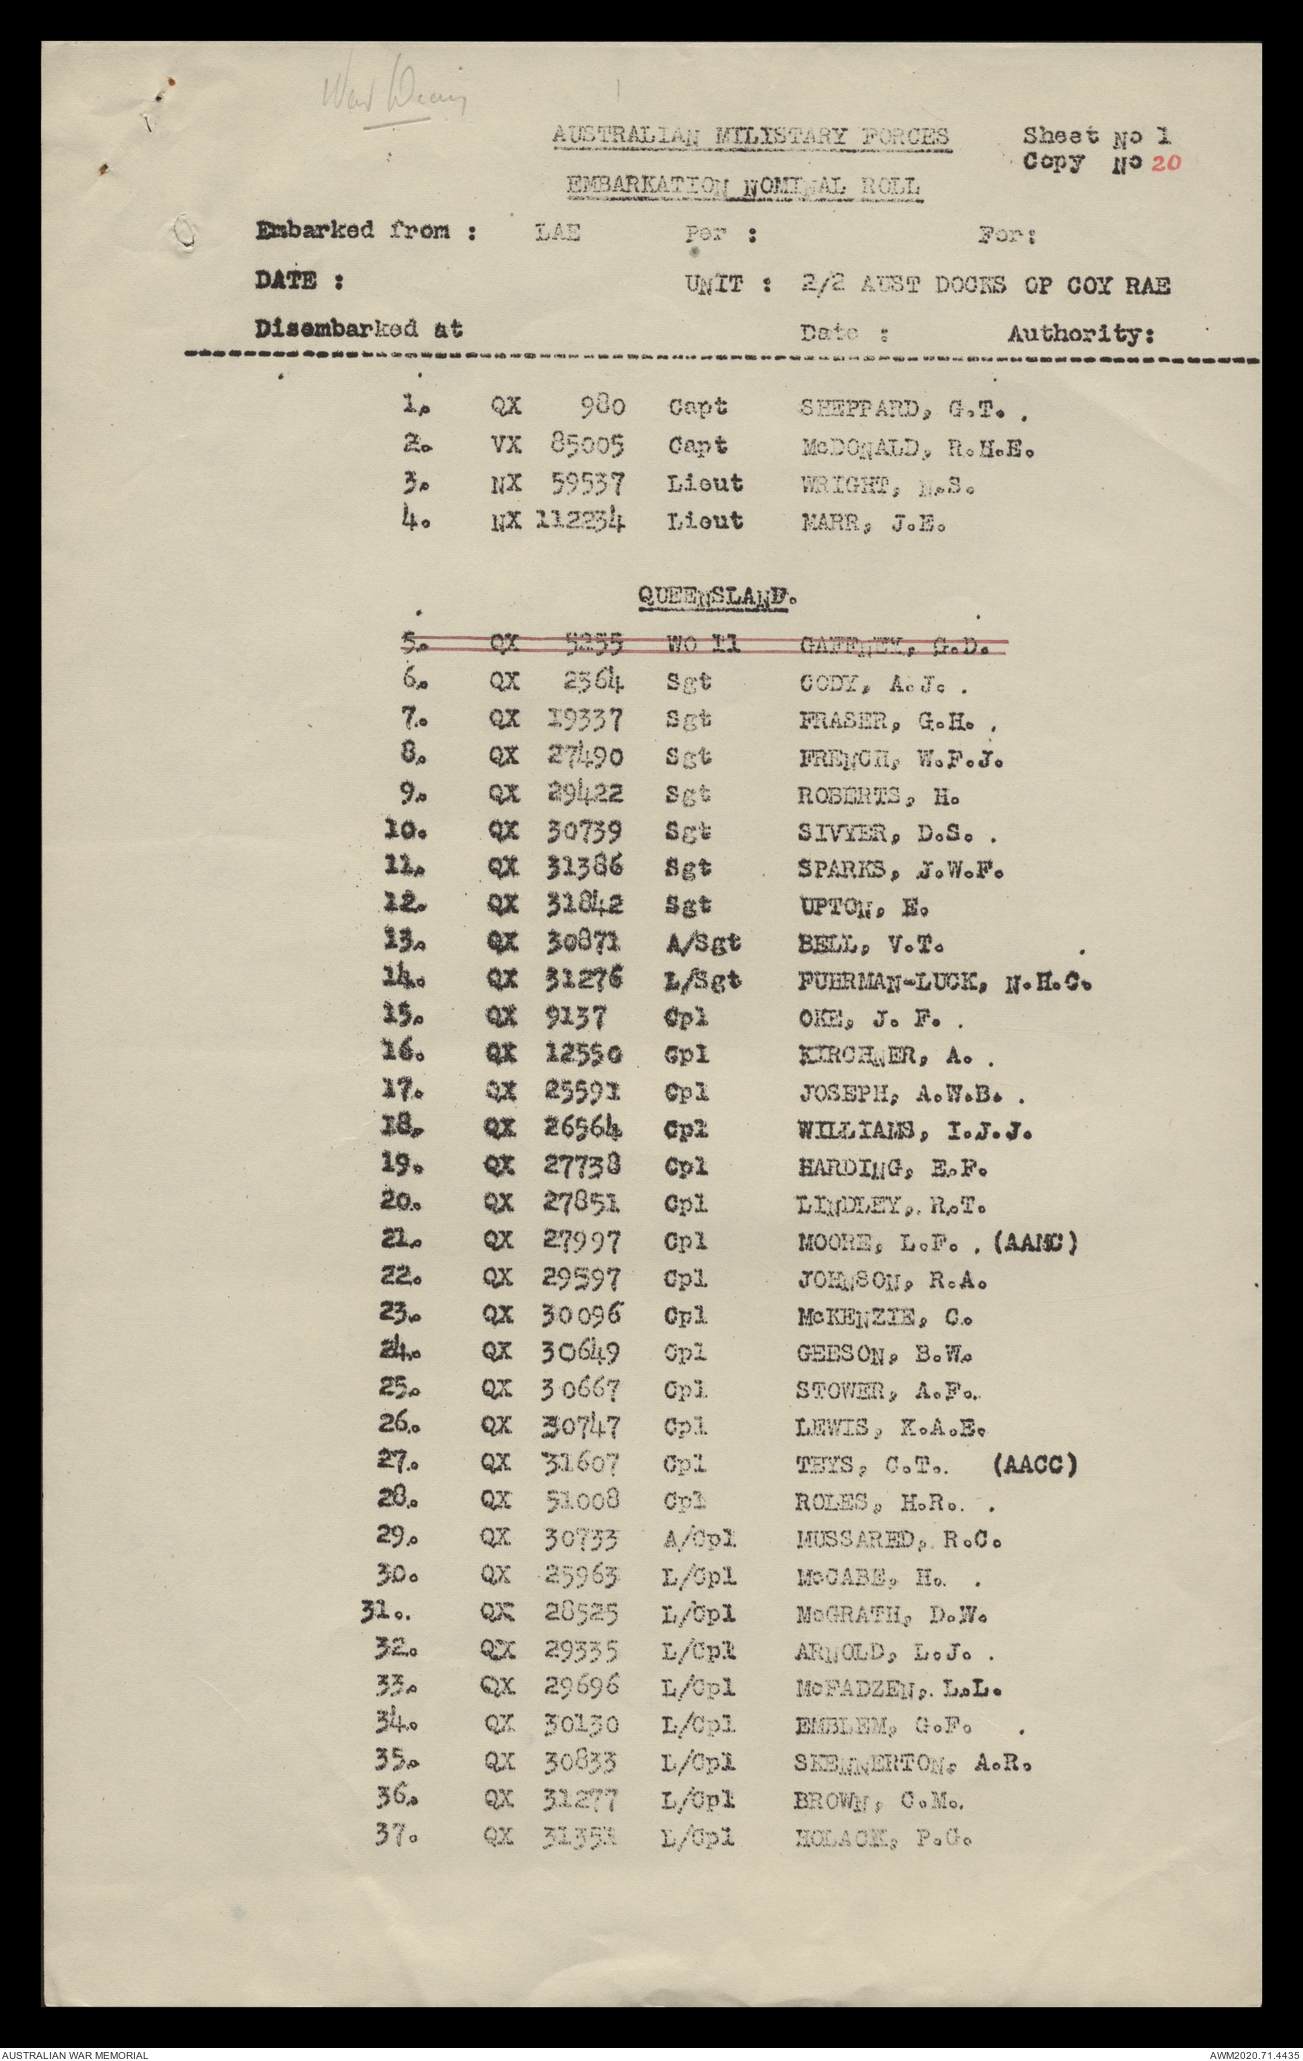 War Diary
AUSTRALIAN MILISTARY FORCES Sheet No 1
Copy No 20
EMBARKATION NOMINAL ROLL
Embarked from : LAE Per : For:
DATE : UNIT : 2/2 AUST DOCKS OP COY RAE
Disembarked at Date : Authority:
1. QX 980 Capt SHEPPARD, G.T. .
2. VX 85005 Capt McDONALD, R.H.E.
3. NX 59537 Lieut WRIGHT, N.S.
4. NX 112234 Lieut MARR, J.E.
QUEENSLAND.
5. QX 5255 WO 11 GAFFNEY, G.D.
6. QX 2364 Sgt CODY, A.J. .
7. QX 19337 Sgt FRASER, G.H. .
8. QX 27490 Sgt FRENCH, W.F.J.
9. QX 29422 Sgt ROBERTS, H.
10. QX 30739 Sgt SIVYER, D.S. .
11. QX 31386 Sgt SPARKS, J.W.F.
12. QX 31842 Sgt UPTON, E.
13. QX 30871 A/Sgt BELL, V.T.
14. QX 31276 L/Sgt FUHRMAN-LUCK, N.H.C.
15. QX 9137 Cpl OKE, J. F. .
16. QX 12550 Cpl KIRCHNER, A. .
17. QX 25591 Cpl JOSEPH, A.W.B. .
18. QX 26564 Cpl WILLIAMS, I.J.J.
19. QX 27738 Cpl HARDING, E.F.
20. QX 27851 Cpl LINDLEY, R.T.
21. QX 27997 Cpl MOORE, L.F. . (AAMC)
22. QX 29597 Cpl JOHNSON, R.A.
23. QX 30096 Cpl McKENZIE, C.
24. QX 30649 Cpl GEESON, B.W.
25. QX 30667 Cpl STOWER, A.F.
26. QX 30747 Cpl LEWIS, K.A.E.
27. QX 31607 Cpl THYS, C.T. (AACC)
28. QX 51008 Cpl ROLES, H.R. .
29. QX 30733 A/Cpl MUSSARED, R.C.
30. QX 25963 L/Cpl McCABE, H. .
31. QX 28525 L/Cpl McGRATH, D.W.
32. QX 29335 L/Cpl ARNOLD, L.J. .
33. QX 29696 L/Cpl McFADZEN, L.L.
34. QX 30130 L/Cpl EMBLEM, G.F. .
35. QX 30833 L/Cpl SKENNERTON, A.R.
36. QX 31277 L/Cpl BROWN, C.M.
37. QX 31351 L/Cpl HOLACK, P.G.
AUSTRALIAN WAR MEMORIAL AWM2020.71.4435